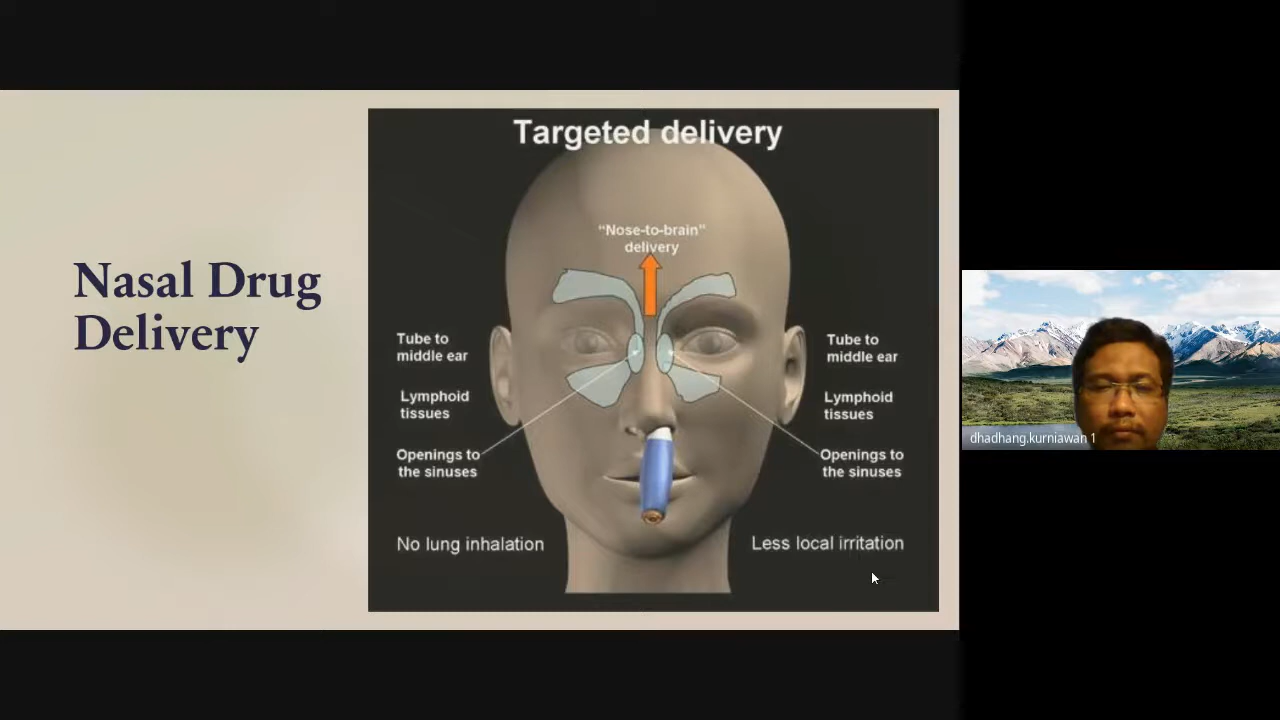 Nasal Drug
Delivery
Targeted delivery
“Nose-to-brain”
delivery
Tube to
middle ear
Lymphoid
tissues
Openings to
the sinuses
Tube to
middle ear
Lymphoid
tissues
Openings to
the sinuses
No lung inhalation
Less local irritation
dhadhang.kurniawan 1